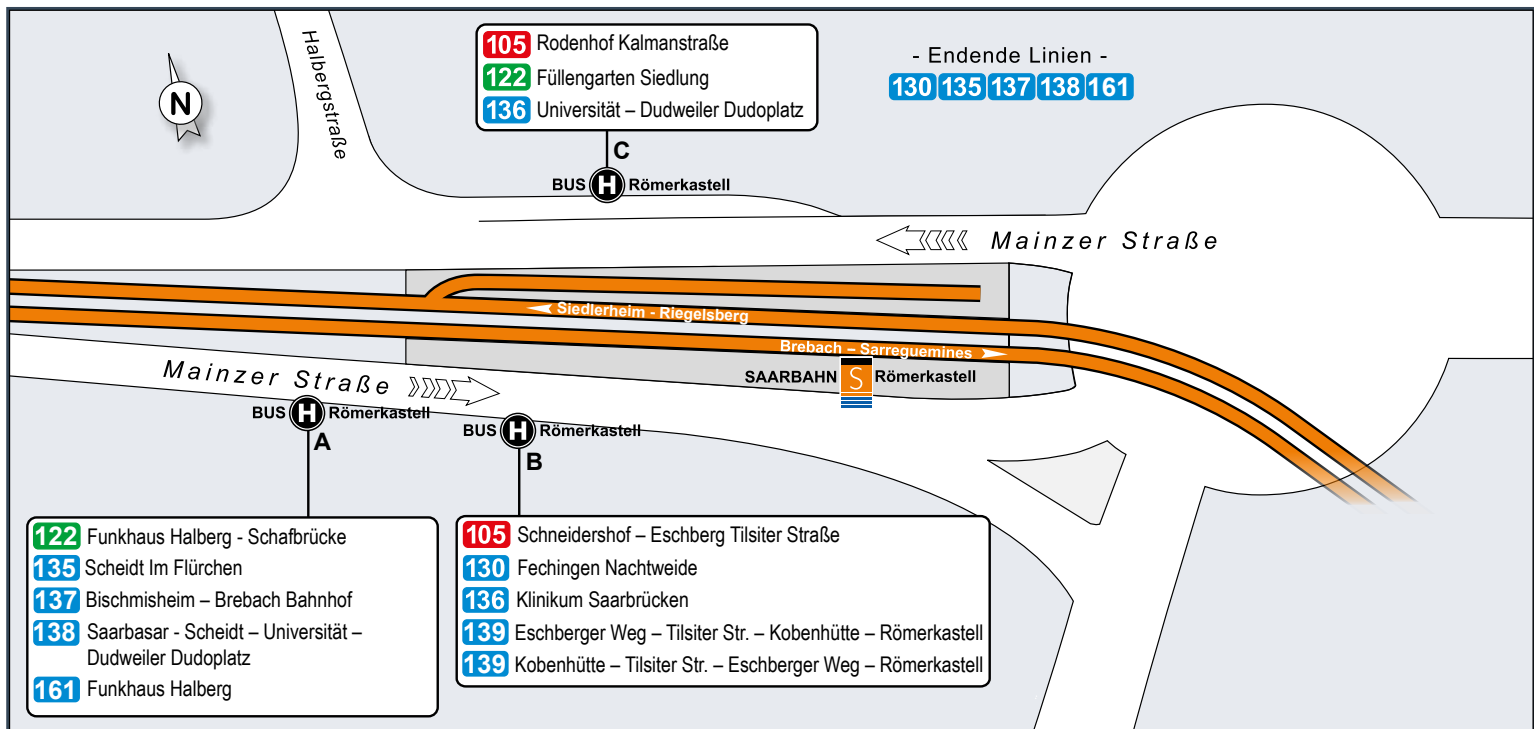 N
Halbergstraße
105 Rodenhof Kalmanstraße
122 Füllengarten Siedlung
136 Universität – Dudweiler Dudoplatz
C
BUS H Römerkastell
- Endende Linien -
130 135 137 138 161
Mainzer Straße
Siedlerheim - Riegelsberg
Brebach – Sarreguemines
SAARBAHN S Römerkastell
Mainzer Straße
BUS H Römerkastell
A
BUS H Römerkastell
B
122 Funkhaus Halberg - Schafbrücke
135 Scheidt Im Flürchen
137 Bischmisheim – Brebach Bahnhof
138 Saarbasar - Scheidt – Universität –
Dudweiler Dudoplatz
161 Funkhaus Halberg
105 Schneidershof – Eschberg Tilsiter Straße
130 Fechingen Nachtweide
136 Klinikum Saarbrücken
139 Eschberger Weg – Tilsiter Str. – Kobenhütte – Römerkastell
139 Kobenhütte – Tilsiter Str. – Eschberger Weg – Römerkastell